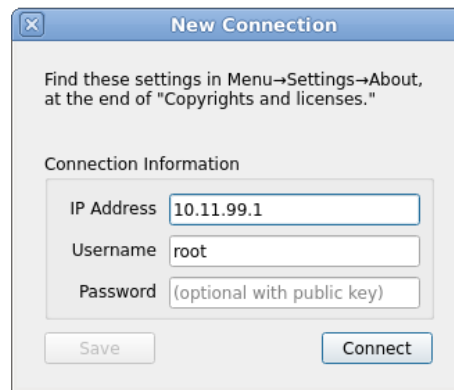 New Connection
Find these settings in Menu→Settings→About,
at the end of "Copyrights and licenses."
Connection Information
IP Address 10.11.99.1
Username root
Password (optional with public key)
Save Connect